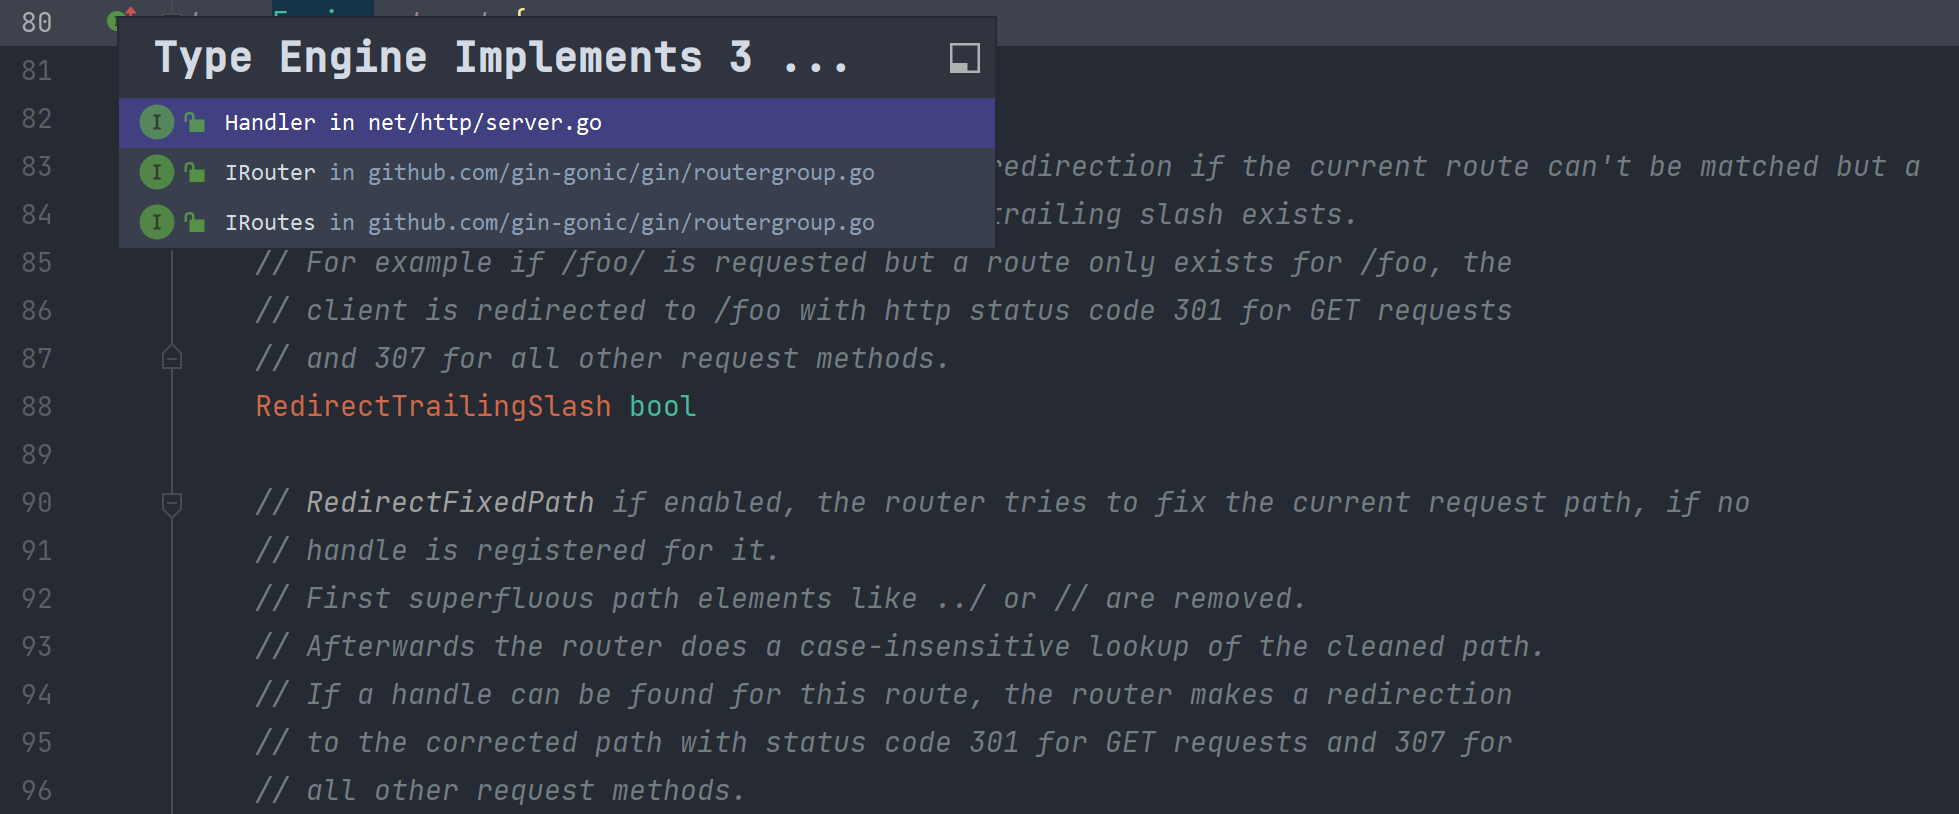 80
Type Engine Implements 3 ...
81
Handler in net/http/server.go
82
IRouter in github.com/gin-gonic/gin/routergroup.go
83 redirection if the current route can't be matched but a
IRoutes in github.com/gin-gonic/gin/routergroup.go
84 trailing slash exists.
85 // For example if /foo/ is requested but a route only exists for /foo, the
86 // client is redirected to /foo with http status code 301 for GET requests
87 // and 307 for all other request methods.
88 RedirectTrailingSlash bool
89
90 // RedirectFixedPath if enabled, the router tries to fix the current request path, if no
91 // handle is registered for it.
92 // First superfluous path elements like ../ or // are removed.
93 // Afterwards the router does a case-insensitive lookup of the cleaned path.
94 // If a handle can be found for this route, the router makes a redirection
95 // to the corrected path with status code 301 for GET requests and 307 for
96 // all other request methods.